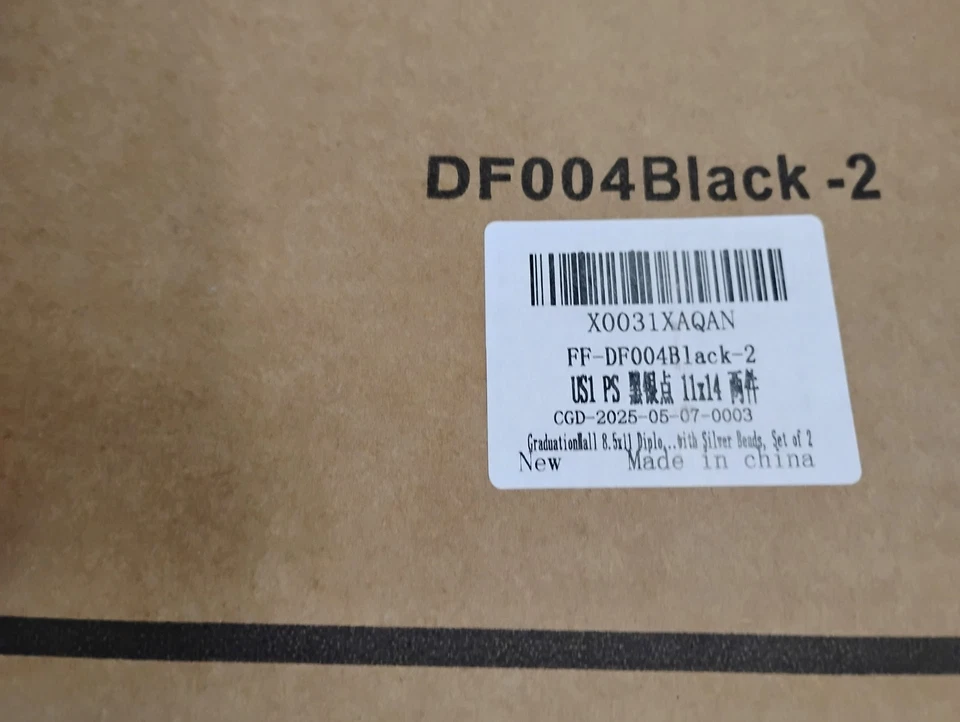 DF004Black -2
X0031XAQAN
FF-DF004Black-2
US1 PS 黑银点 11x14 两件
CGD-2025-05-07-0003
GraduationMall 8.5x11 Diplo...with Silver Beads, Set of 2
New Made in china